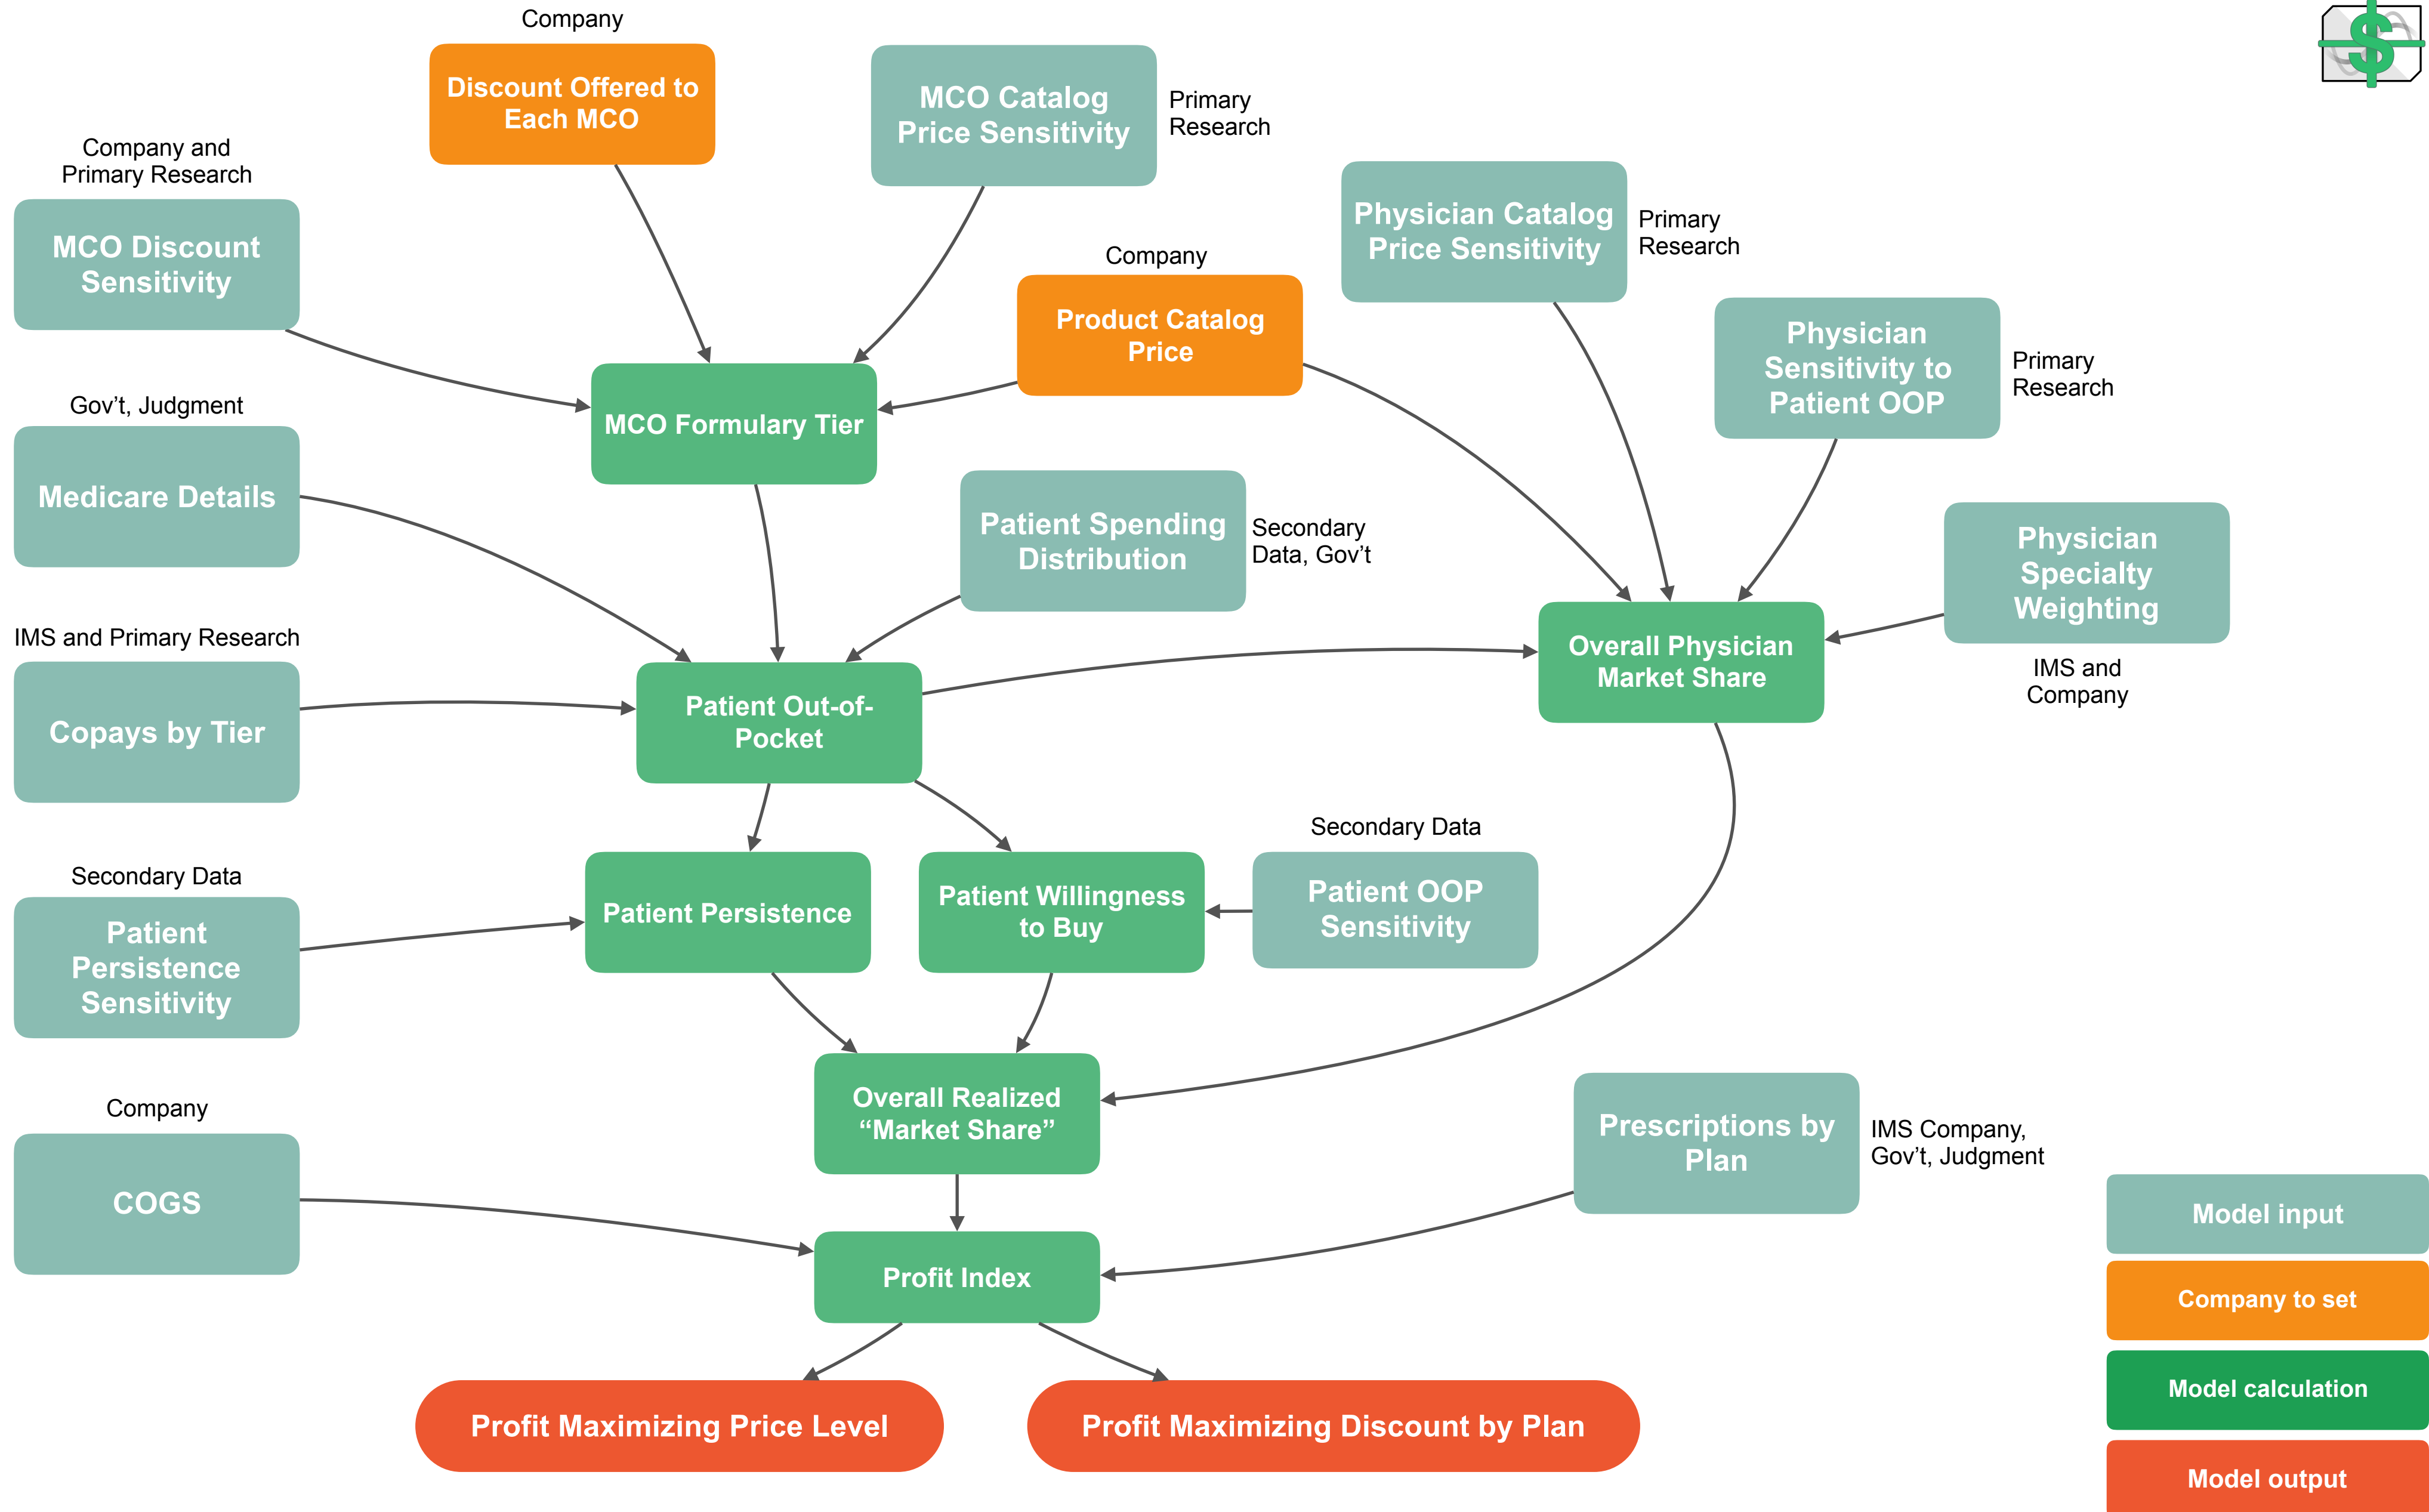 Company
Discount Offered to
Each MCO
MCO Catalog
Price Sensitivity
Primary
Research
Company and
Primary Research
MCO Discount
Sensitivity
Physician Catalog
Price Sensitivity
Primary
Research
Company
Product Catalog
Price
Physician
Sensitivity to
Patient OOP
Primary
Research
MCO Formulary Tier
Gov’t, Judgment
Medicare Details
Patient Spending
Distribution
Secondary
Data, Gov’t
Physician
Specialty
Weighting
IMS and
Company
Overall Physician
Market Share
IMS and Primary Research
Copays by Tier
Patient Out-of-
Pocket
Secondary Data
Patient OOP
Sensitivity
Patient Willingness
to Buy
Patient Persistence
Secondary Data
Patient
Persistence
Sensitivity
Overall Realized
“Market Share”
Company
COGS
Prescriptions by
Plan
IMS Company,
Gov’t, Judgment
Profit Index
Profit Maximizing Price Level
Profit Maximizing Discount by Plan
Model input
Company to set
Model calculation
Model output
$